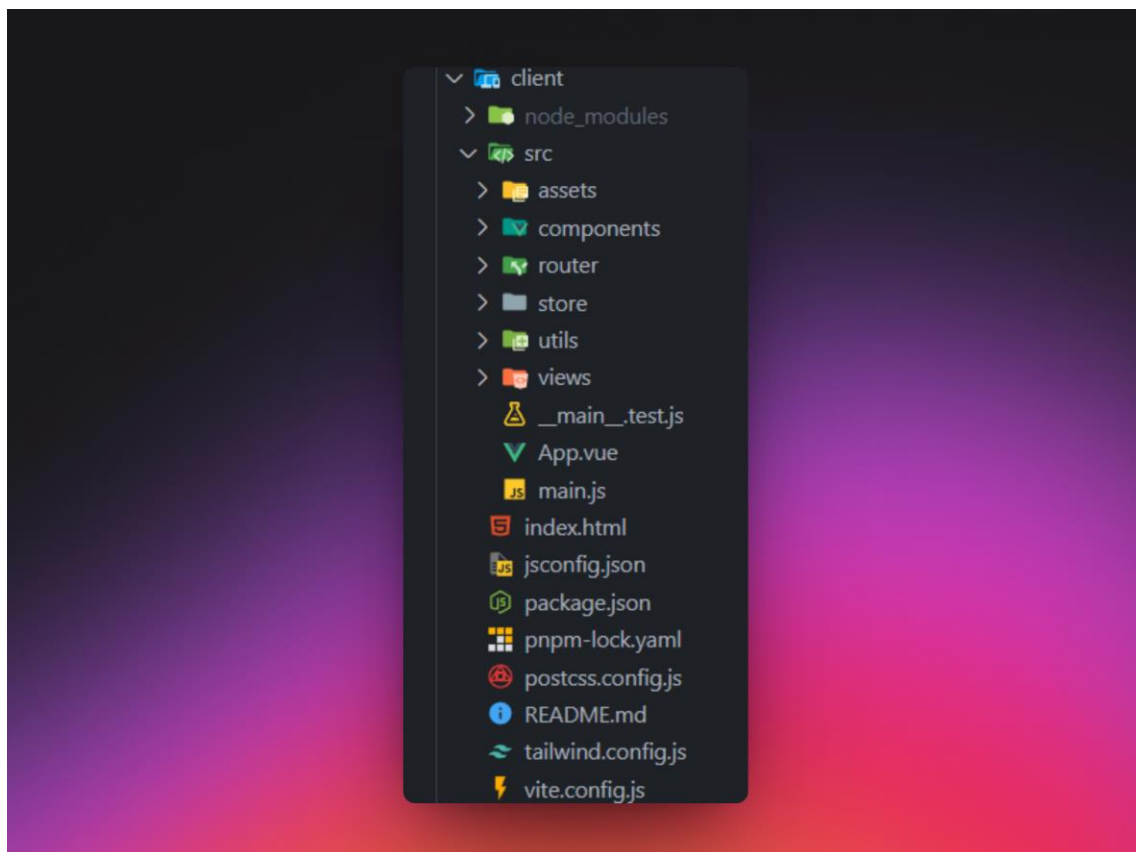 client
node_modules
src
assets
components
router
store
utils
views
__main__.test.js
App.vue
main.js
index.html
jsconfig.json
package.json
pnpm-lock.yaml
postcss.config.js
README.md
tailwind.config.js
vite.config.js